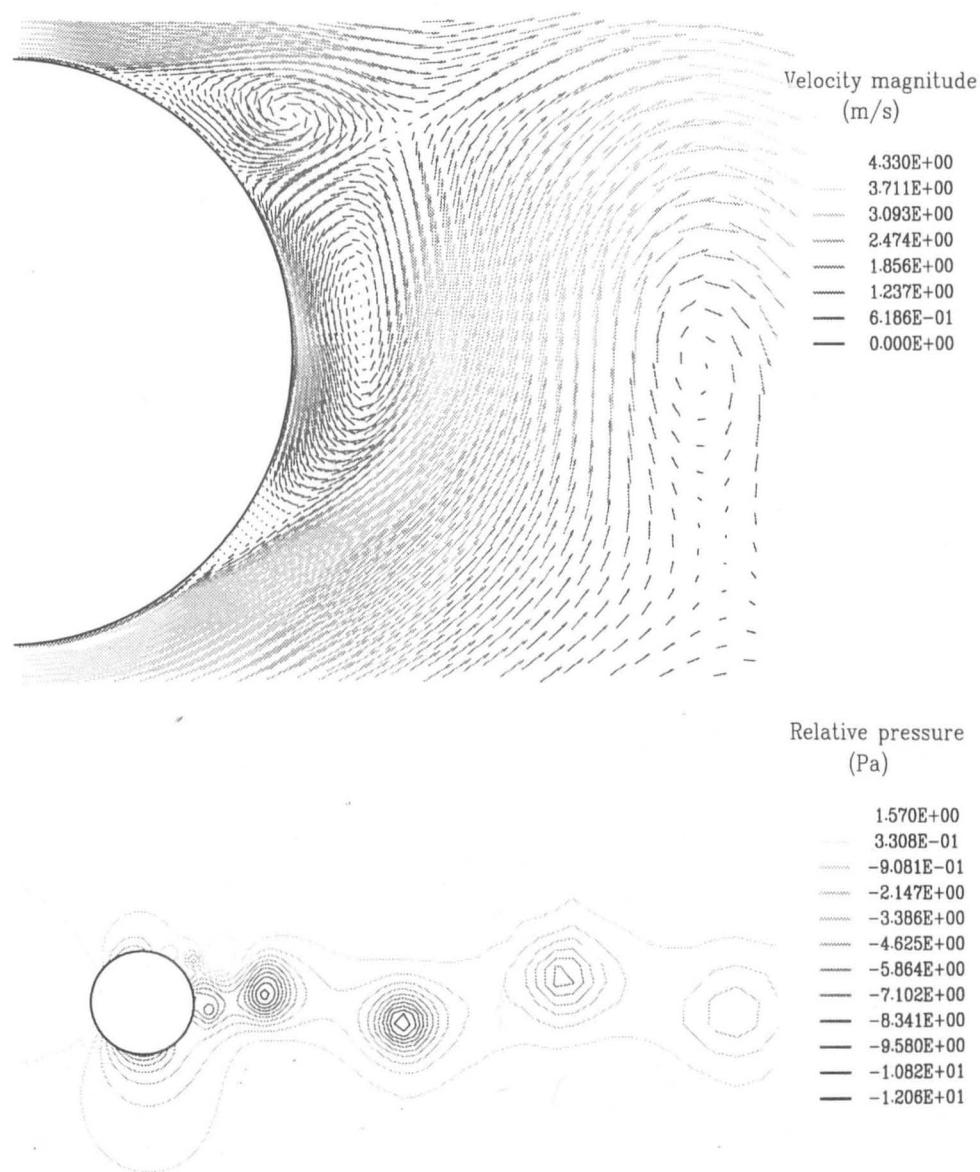 Velocity magnitude
(m/s)
4.330E+00
3.711E+00
3.093E+00
2.474E+00
1.856E+00
1.237E+00
6.186E-01
0.000E+00
Relative pressure
(Pa)
1.570E+00
3.308E-01
-9.081E-01
-2.147E+00
-3.386E+00
-4.625E+00
-5.864E+00
-7.102E+00
-8.341E+00
-9.580E+00
-1.082E+01
-1.206E+01